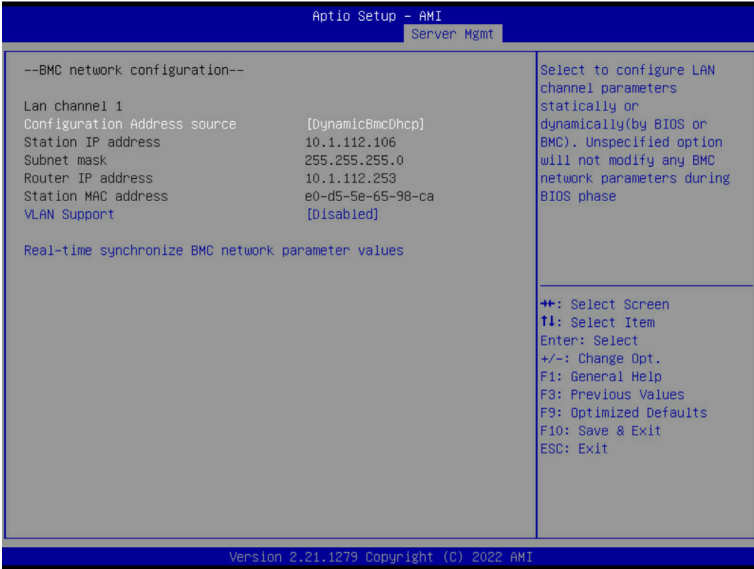 Aptio Setup – AMI
Server Mgmt
--BMC network configuration--
Lan channel 1
Configuration Address source [DynamicBmcDhcp]
Station IP address 10.1.112.106
Subnet mask 255.255.255.0
Router IP address 10.1.112.253
Station MAC address e0-d5-5e-65-98-ca
VLAN Support [Disabled]
Real-time synchronize BMC network parameter values
Select to configure LAN
channel parameters
statically or
dynamically(by BIOS or
BMC). Unspecified option
will not modify any BMC
network parameters during
BIOS phase
→←: Select Screen
↑↓: Select Item
Enter: Select
+/-: Change Opt.
F1: General Help
F3: Previous Values
F9: Optimized Defaults
F10: Save & Exit
ESC: Exit
Version 2.21.1279 Copyright (C) 2022 AMI